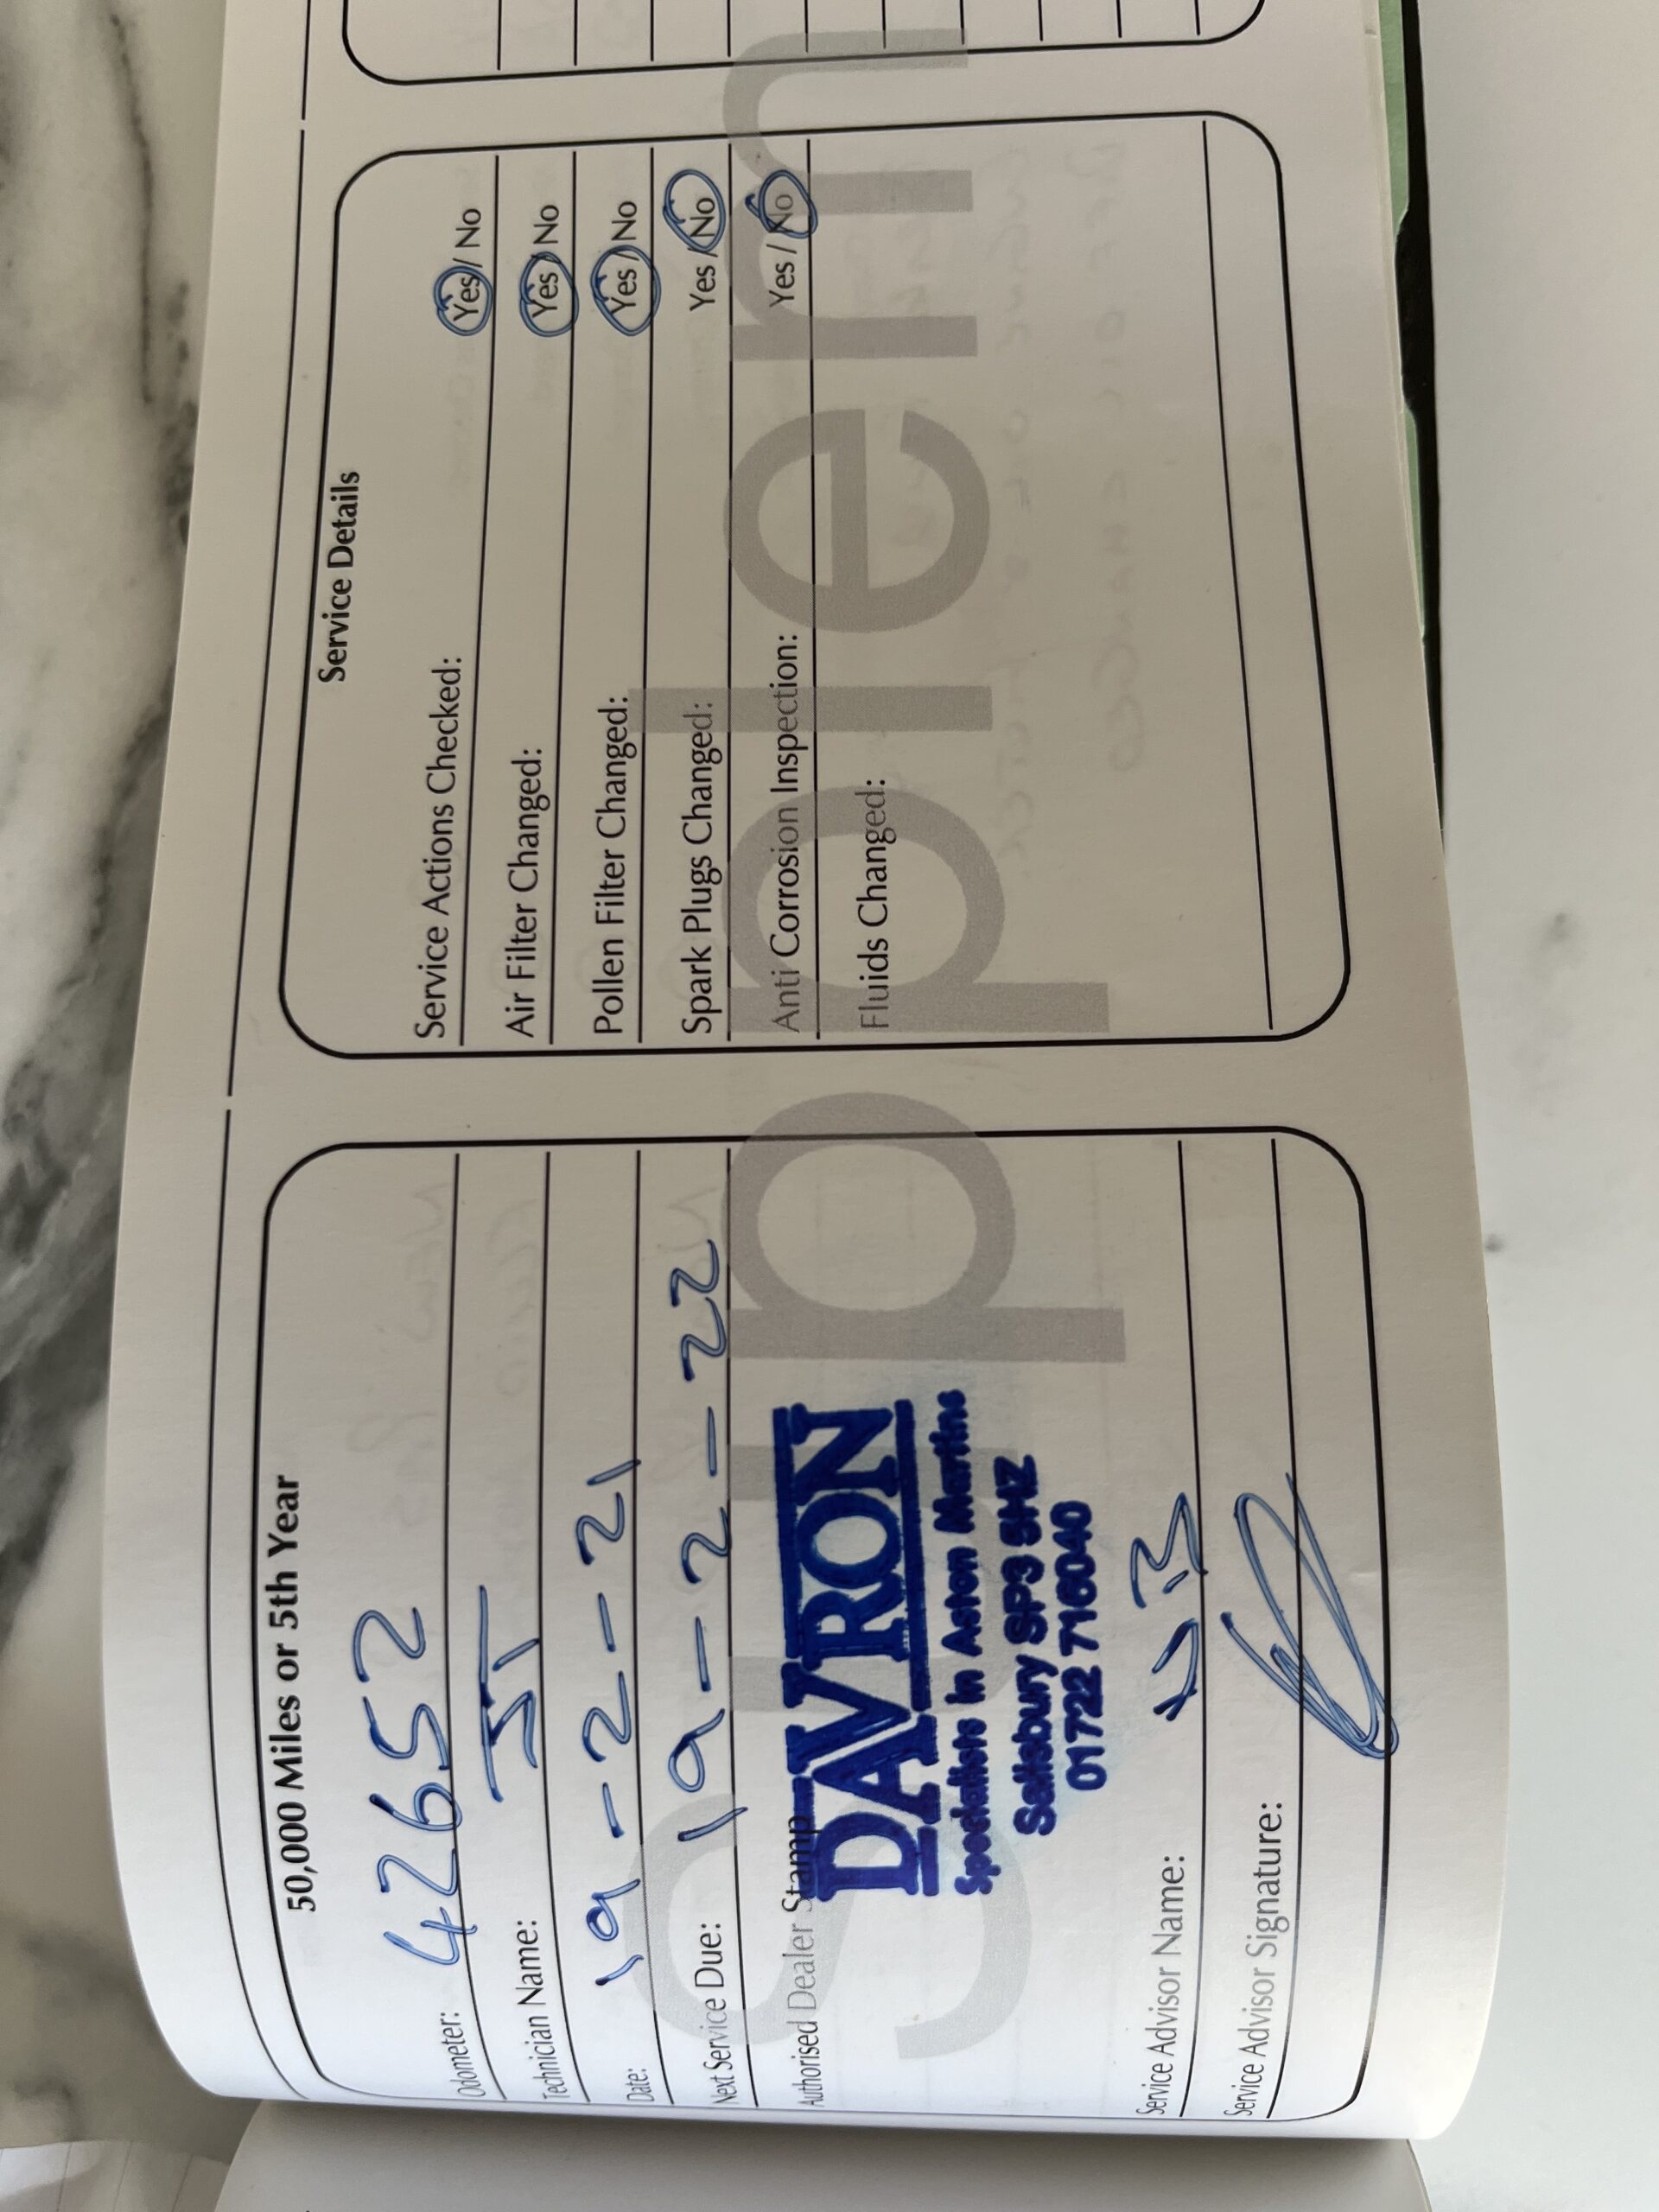 50,000 Miles or 5th Year
Odometer: 42652
Technician Name: JT
Date: 19-2-21
Next Service Due: 19-2-22
Authorised Dealer Stamp
DAVRON
Specialists in Aston Martins
Salisbury SP3 5HZ
01722 716040
Service Advisor Name:
Service Advisor Signature:
Service Details
Service Actions Checked: Yes / No
Air Filter Changed: Yes / No
Pollen Filter Changed: Yes / No
Spark Plugs Changed: Yes / No
Anti Corrosion Inspection: Yes / No
Fluids Changed: